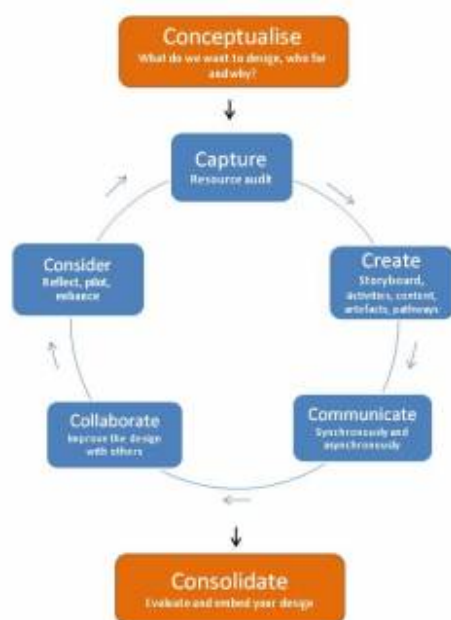 Conceptualise
What do we want to design, who for
and why?
Capture
Resource audit
Create
Storyboard,
activities, content,
artefacts, pathways
Communicate
Synchronously and
asynchronously
Collaborate
Improve the design
with others
Consider
Reflect, pilot,
enhance
Consolidate
Evaluate and embed your design